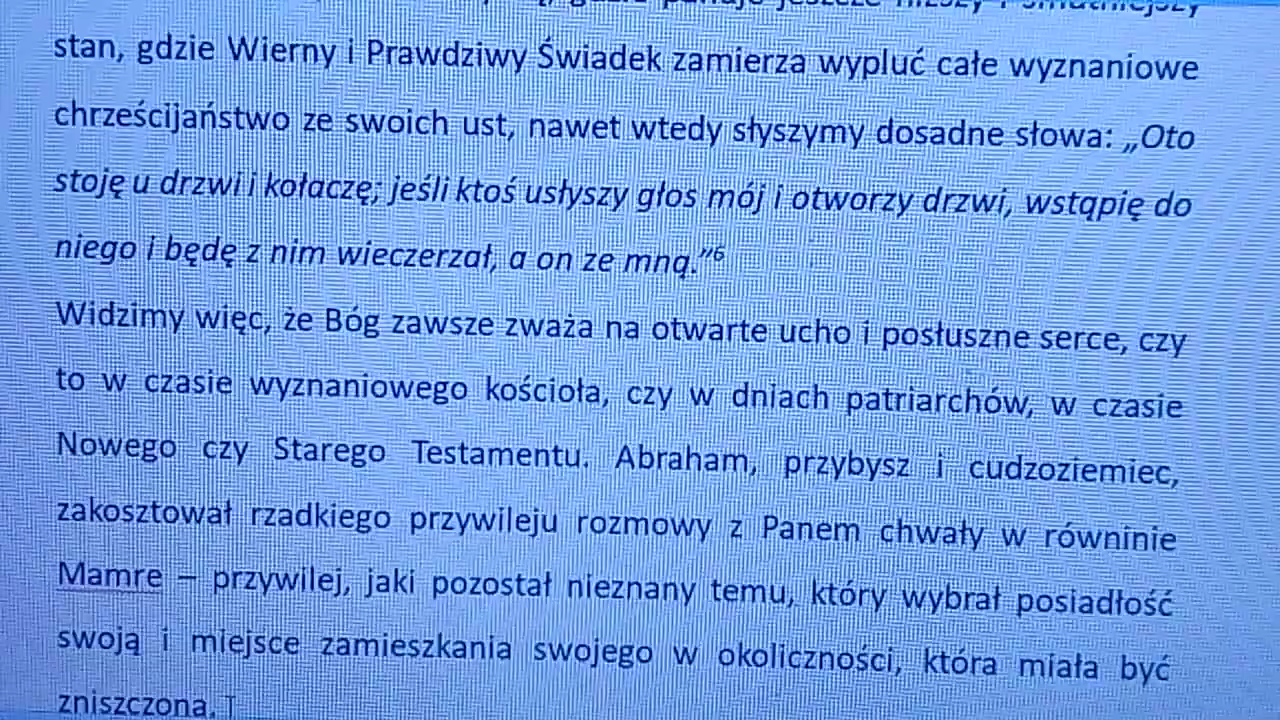 stan, gdzie Wierny i Prawdziwy Świadek zamierza wypluć całe wyznaniowe
chrześcijaństwo ze swoich ust, nawet wtedy słyszymy dosadne słowa: „Oto
stoję u drzwi i kołaczę; jeśli ktoś usłyszy głos mój i otworzy drzwi, wstąpię do
niego i będę z nim wieczerzał, a on ze mną.”6
Widzimy więc, że Bóg zawsze zważa na otwarte ucho i posłuszne serce, czy
to w czasie wyznaniowego kościoła, czy w dniach patriarchów, w czasie
Nowego czy Starego Testamentu. Abraham, przybysz i cudzoziemiec,
zakosztował rzadkiego przywileju rozmowy z Panem chwały w równinie
Mamre – przywilej, jaki pozostał nieznany temu, który wybrał posiadłość
swoją i miejsce zamieszkania swojego w okoliczności, która miała być
zniszczona.